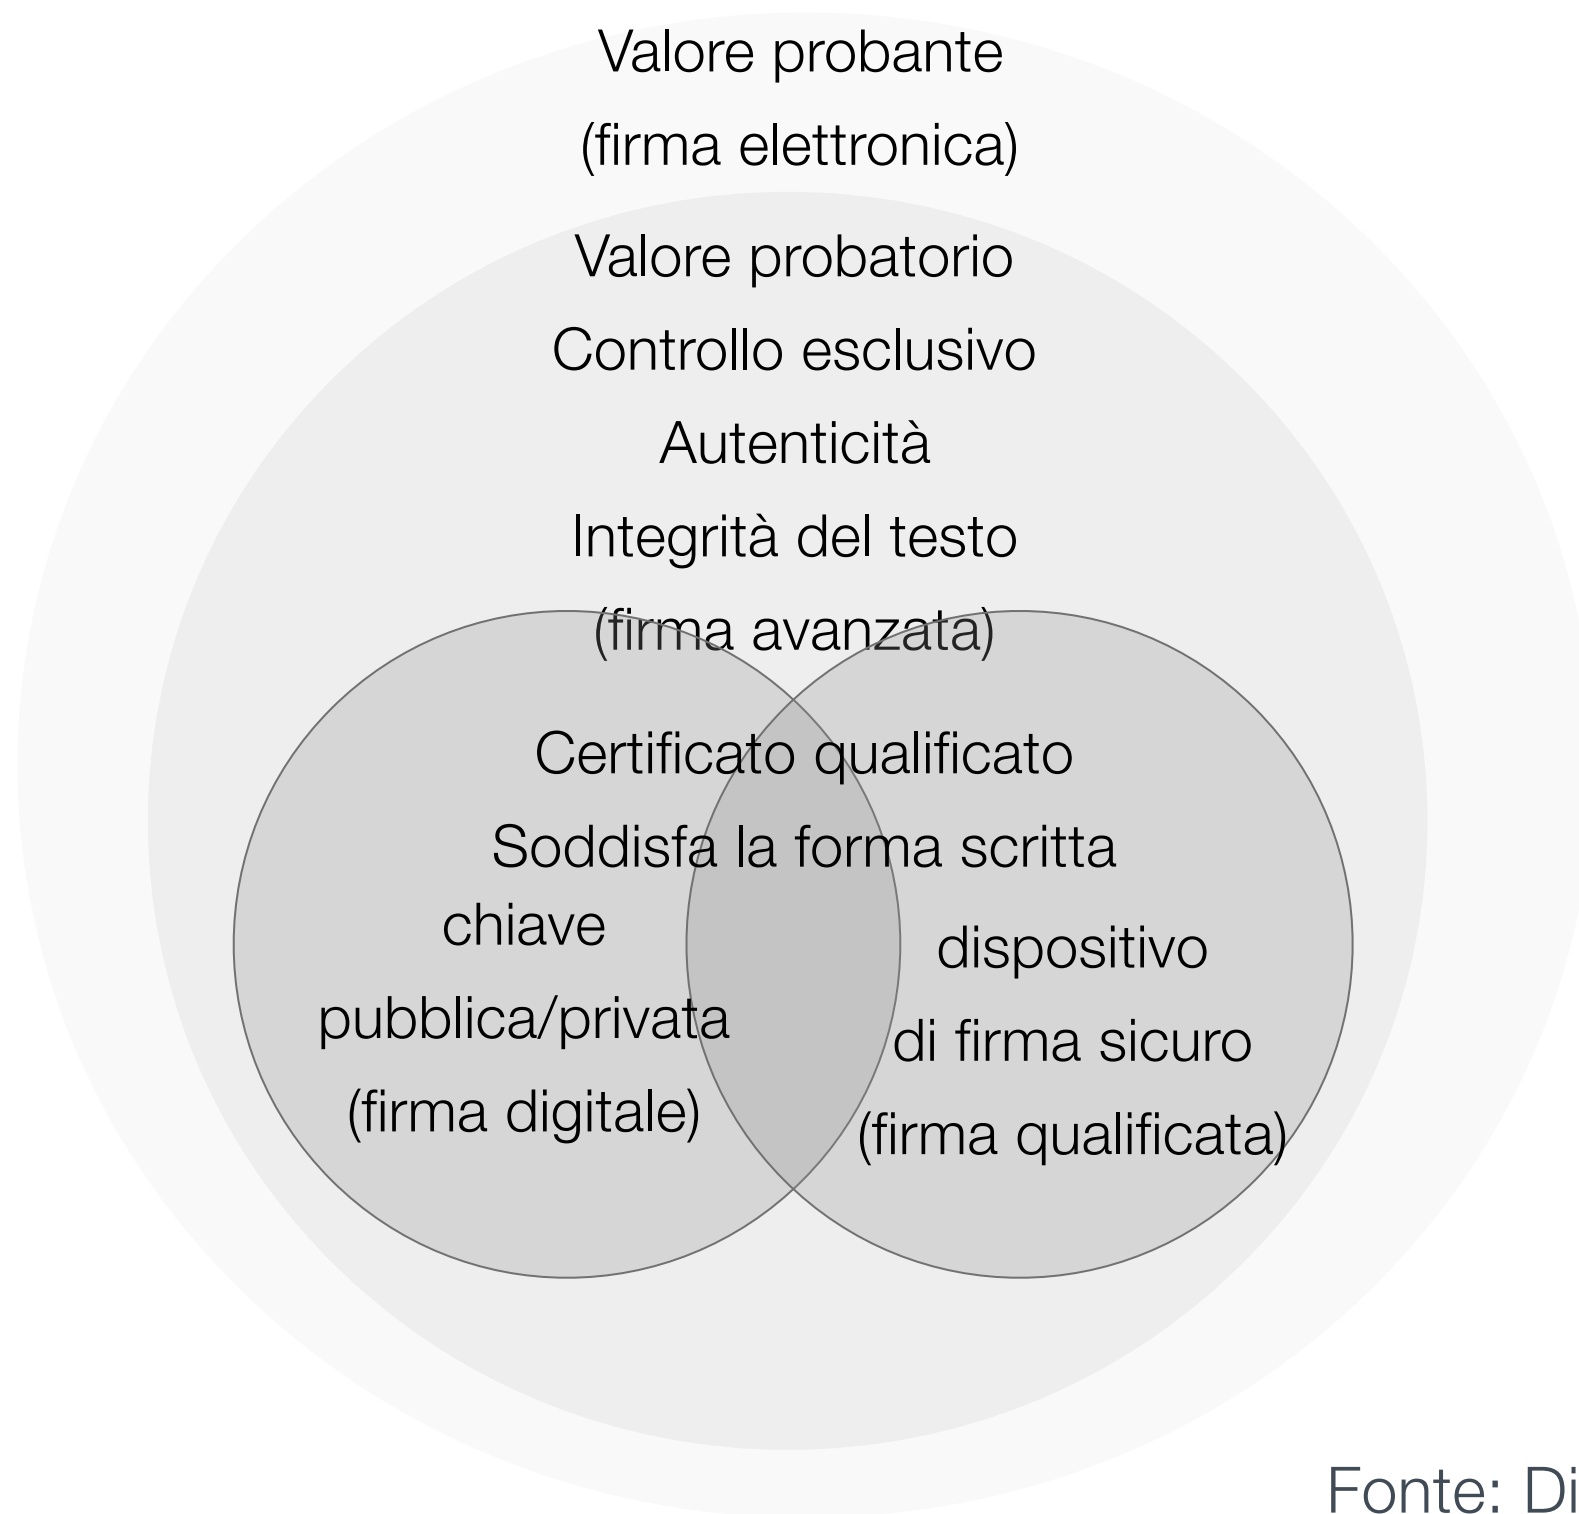 Valore probante
(firma elettronica)
Valore probatorio
Controllo esclusivo
Autenticità
Integrità del testo
(firma avanzata)
Certificato qualificato
Soddisfa la forma scritta
chiave
pubblica/privata
(firma digitale)
dispositivo
di firma sicuro
(firma qualificata)
Fonte: Di